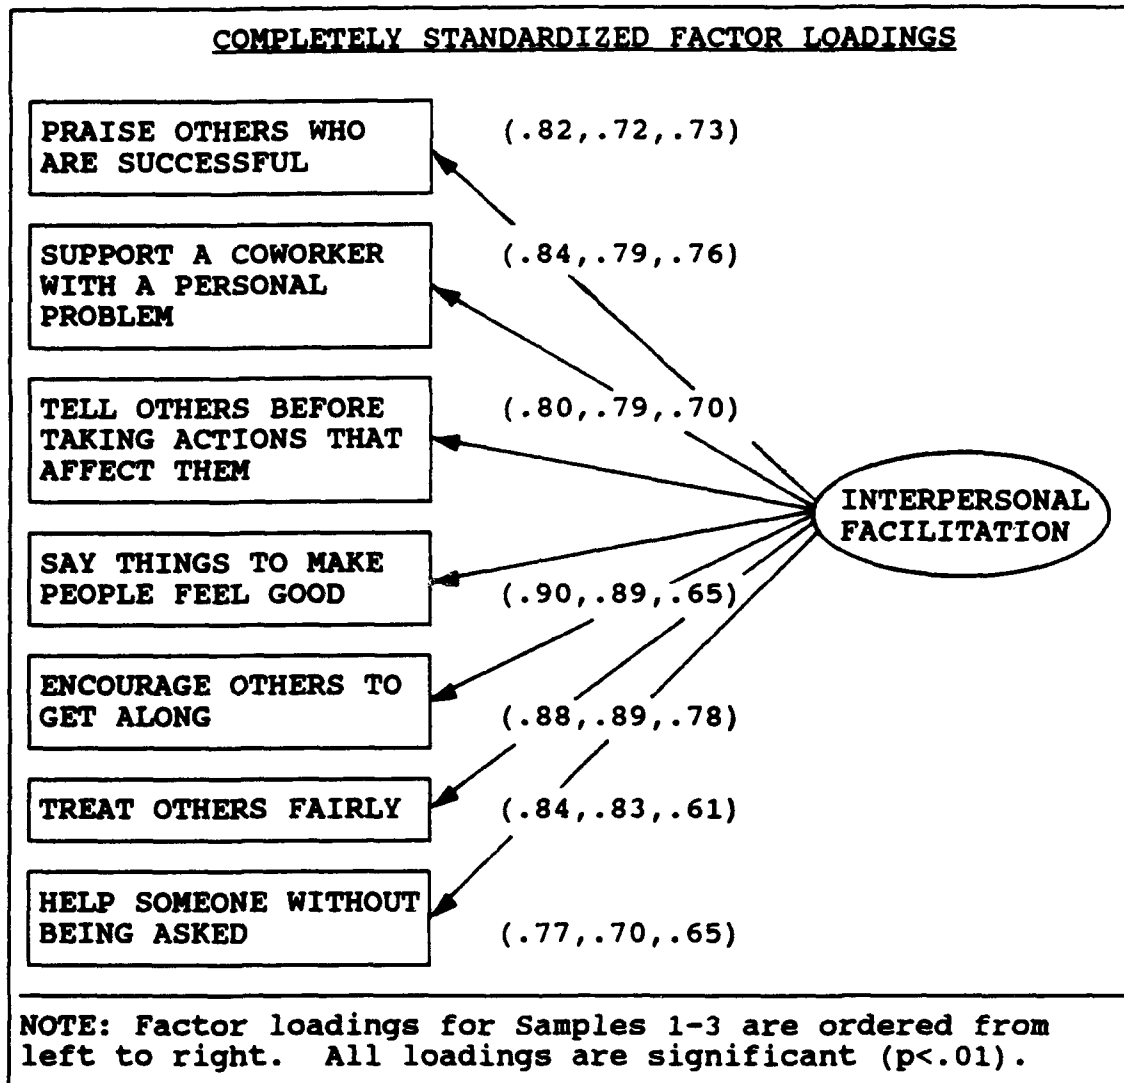 COMPLETELY STANDARDIZED FACTOR LOADINGS
PRAISE OTHERS WHO
ARE SUCCESSFUL
(.82,.72,.73)
SUPPORT A COWORKER
WITH A PERSONAL
PROBLEM
(.84,.79,.76)
TELL OTHERS BEFORE
TAKING ACTIONS THAT
AFFECT THEM
(.80,.79,.70)
INTERPERSONAL
FACILITATION
SAY THINGS TO MAKE
PEOPLE FEEL GOOD
(.90,.89,.65)
ENCOURAGE OTHERS TO
GET ALONG
(.88,.89,.78)
TREAT OTHERS FAIRLY
(.84,.83,.61)
HELP SOMEONE WITHOUT
BEING ASKED
(.77,.70,.65)
NOTE: Factor loadings for Samples 1-3 are ordered from
left to right. All loadings are significant (p<.01).